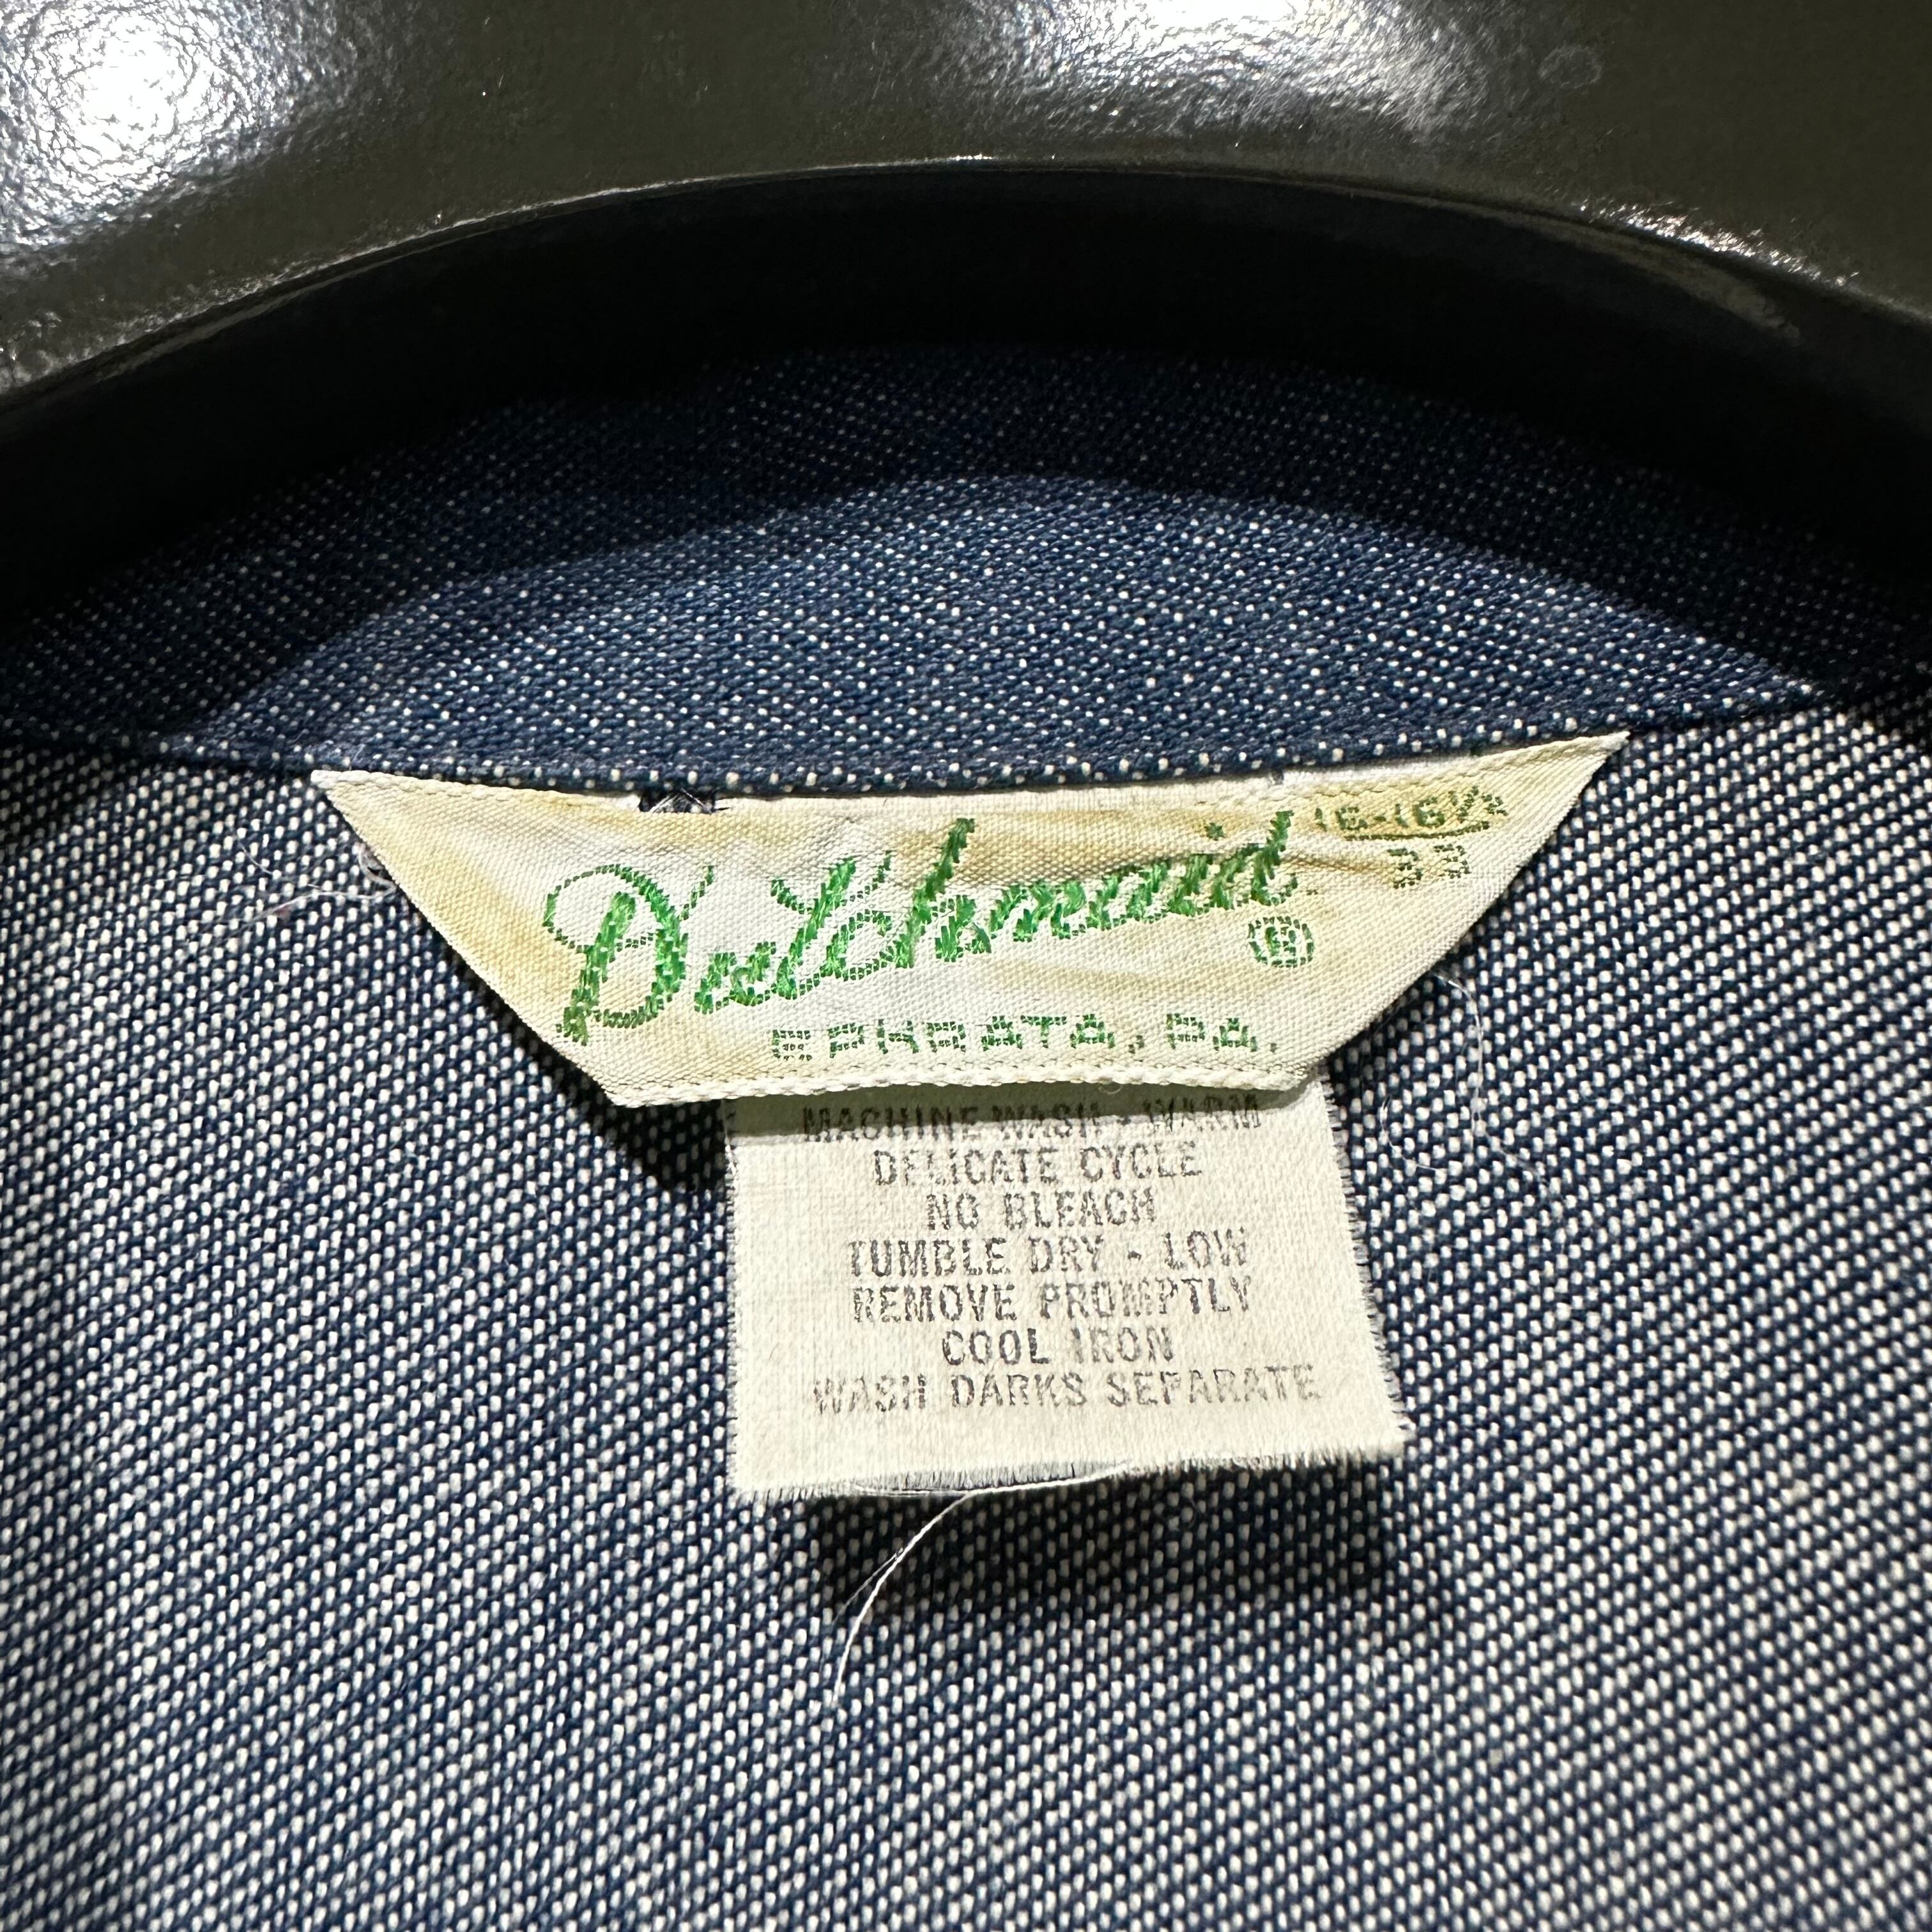 Dutchmaid ®
16-16½
33
EPHRATA, PA.
MACHINE WASH - WARM
DELICATE CYCLE
NO BLEACH
TUMBLE DRY - LOW
REMOVE PROMPTLY
COOL IRON
WASH DARKS SEPARATE